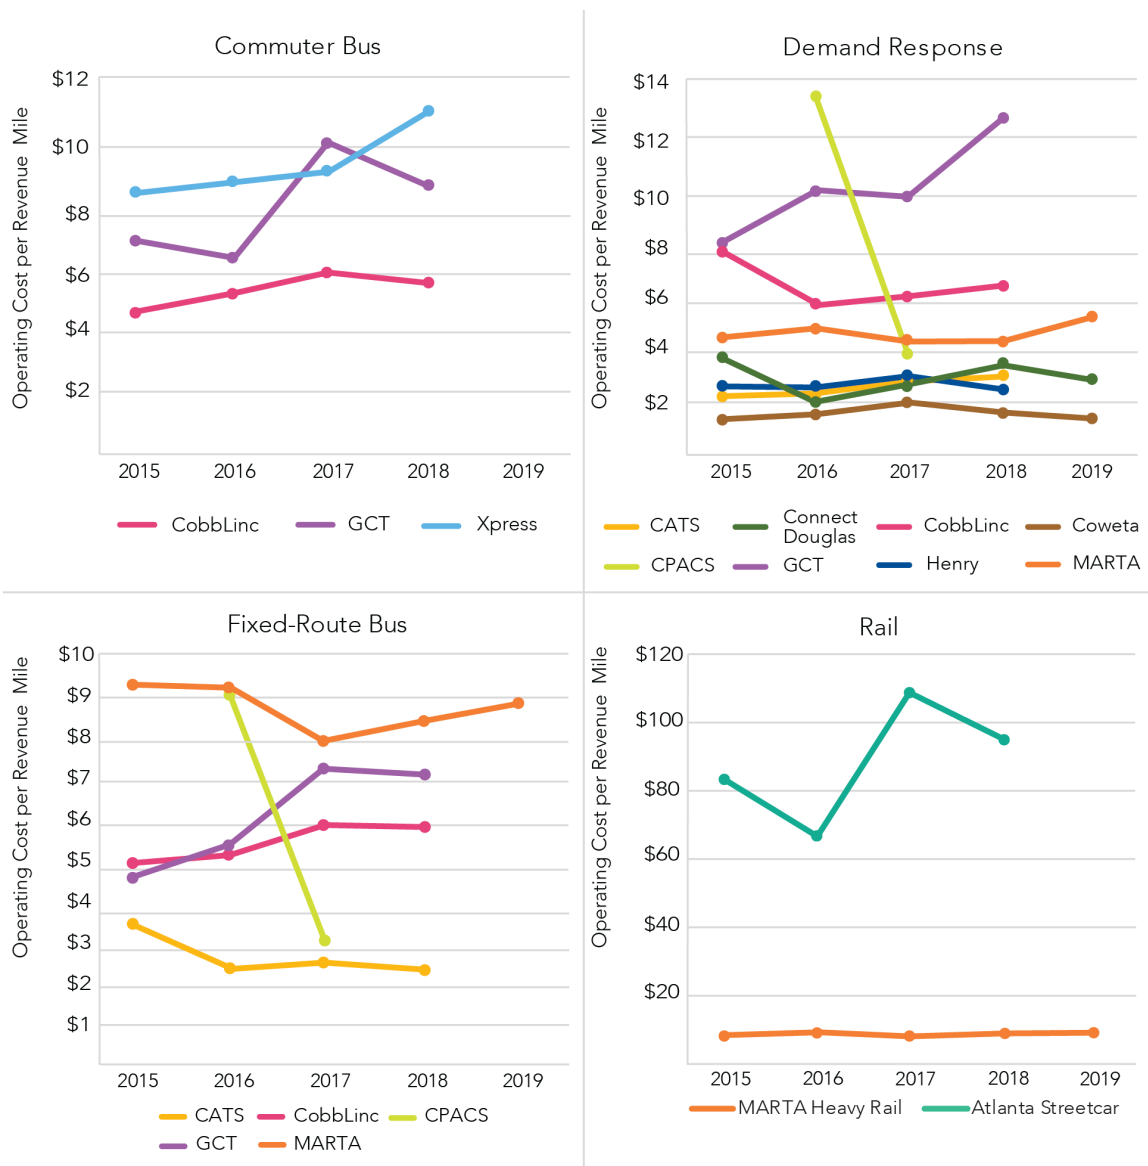 Commuter Bus
Operating Cost per Revenue Mile
$12
$10
$8
$6
$4
$2
2015 2016 2017 2018 2019
CobbLinc GCT Xpress
Demand Response
Operating Cost per Revenue Mile
$14
$12
$10
$8
$6
$4
$2
2015 2016 2017 2018 2019
CATS Connect Douglas CobbLinc Coweta
CPACS GCT Henry MARTA
Fixed-Route Bus
Operating Cost per Revenue Mile
$10
$9
$8
$7
$6
$5
$4
$3
$2
$1
2015 2016 2017 2018 2019
CATS CobbLinc CPACS
GCT MARTA
Rail
Operating Cost per Revenue Mile
$120
$100
$80
$60
$40
$20
2015 2016 2017 2018 2019
MARTA Heavy Rail Atlanta Streetcar